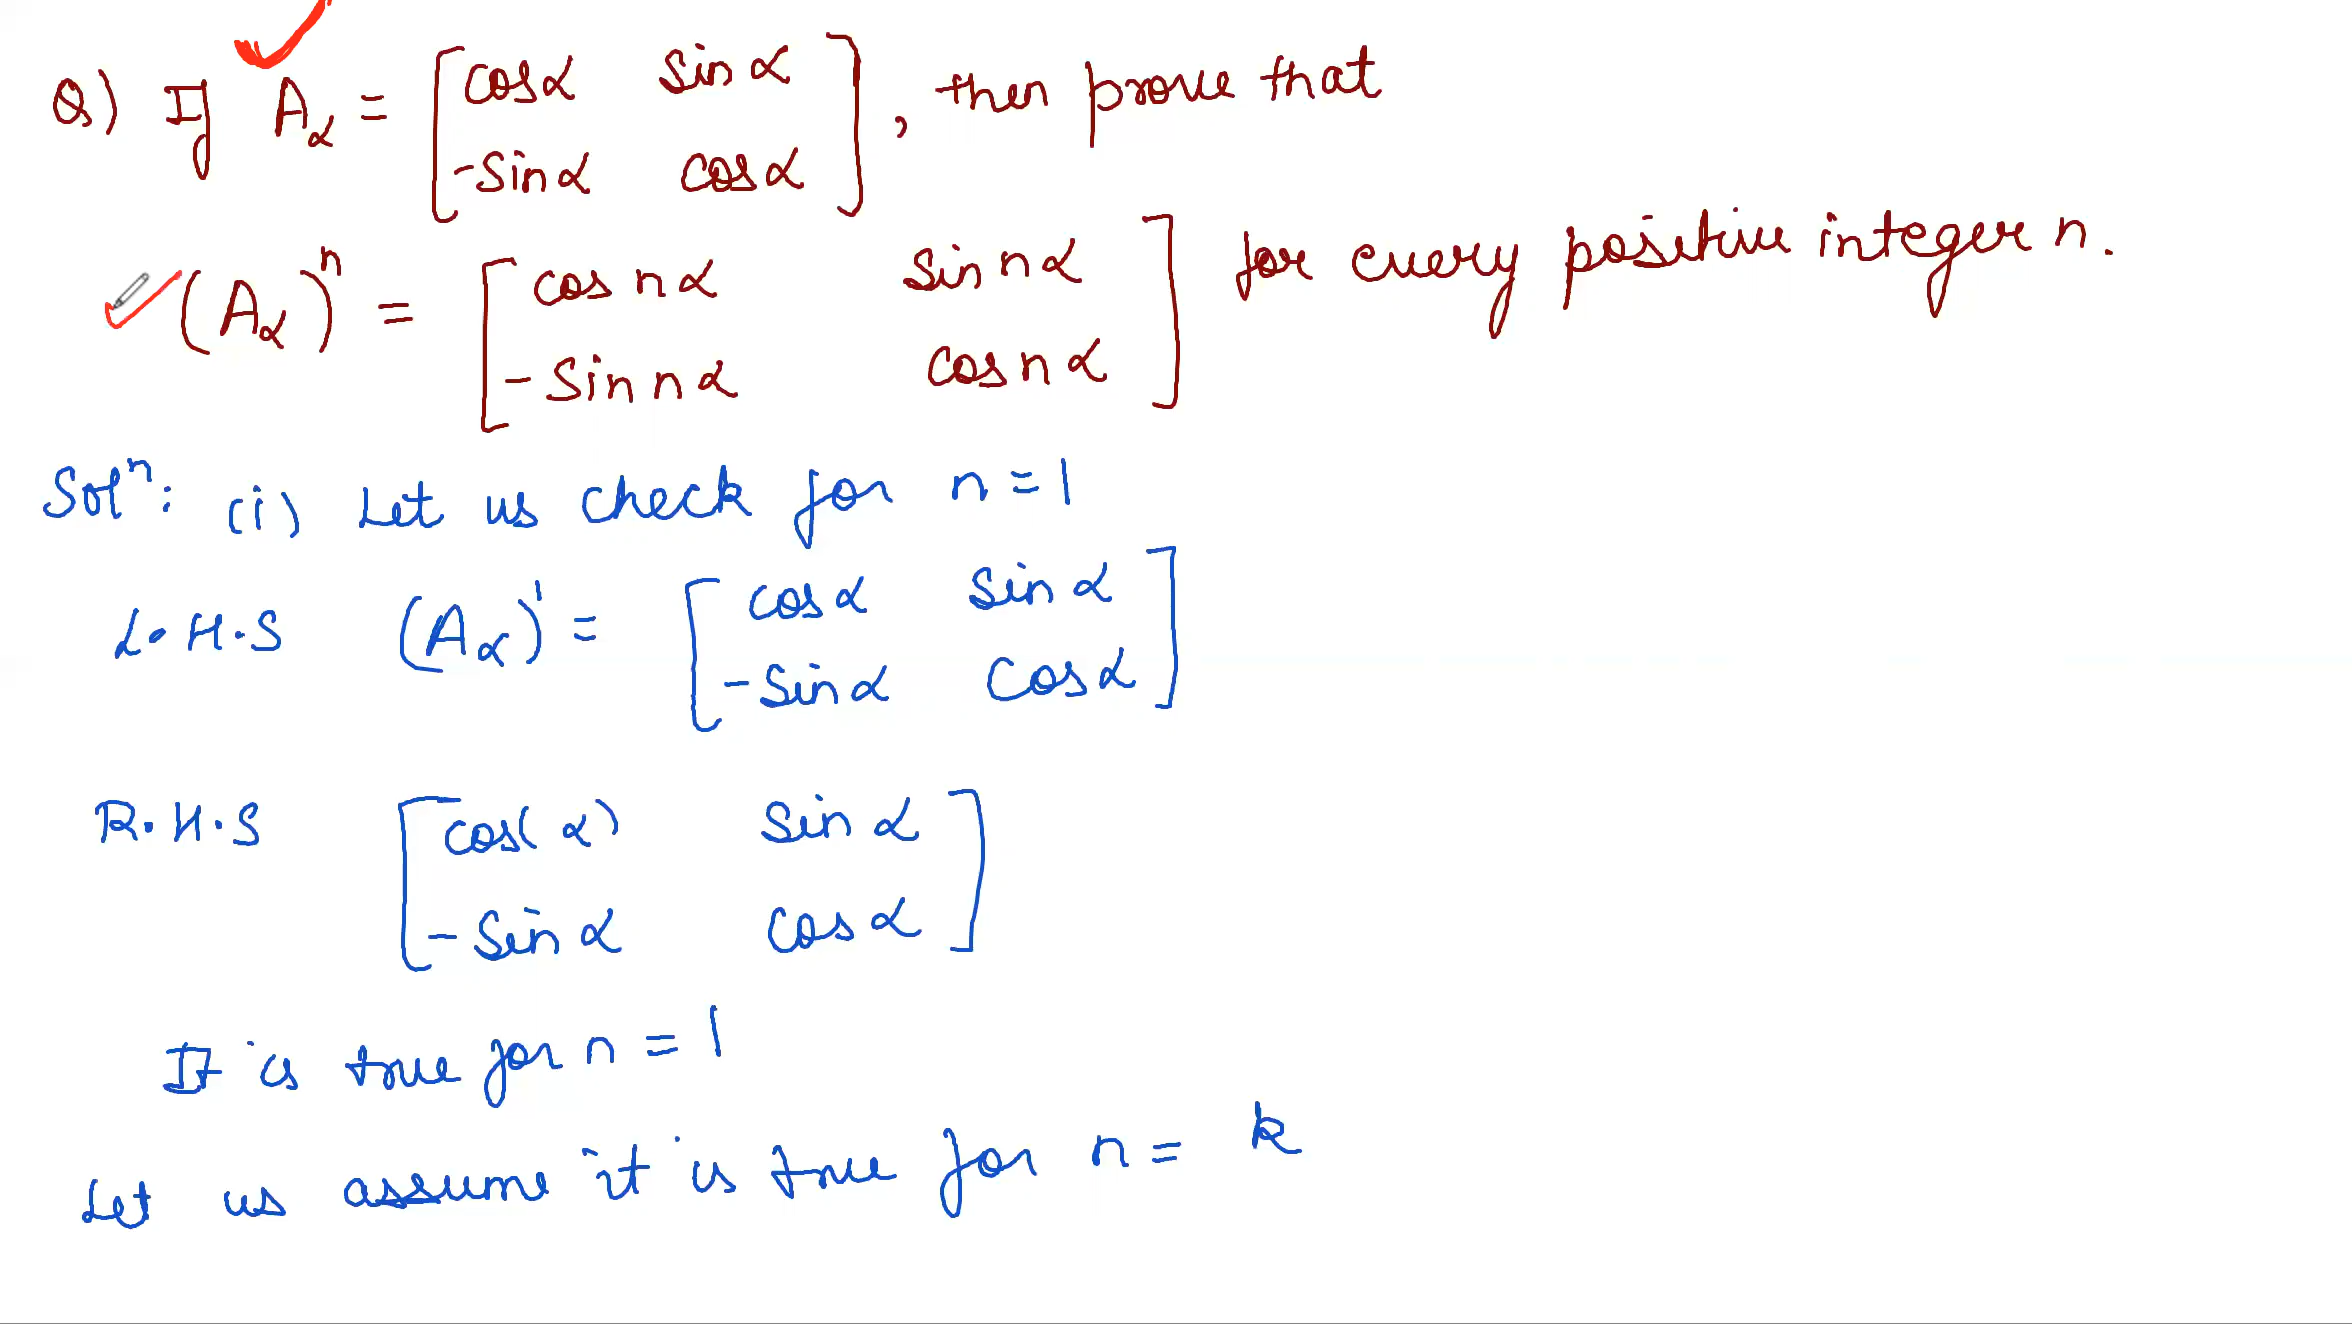 Q) If Aα = [cosα sinα], then prove that
-sinα cosα
(Aα)ⁿ = [cos nα sin nα] for every positive integer n.
-sin nα cos nα
Solⁿ: (i) Let us check for n = 1
L.H.S (Aα)¹ = [cosα sinα]
-sinα cosα
R.H.S [cos(α) sinα]
-sinα cosα
It is true for n = 1
Let us assume it is true for n = k